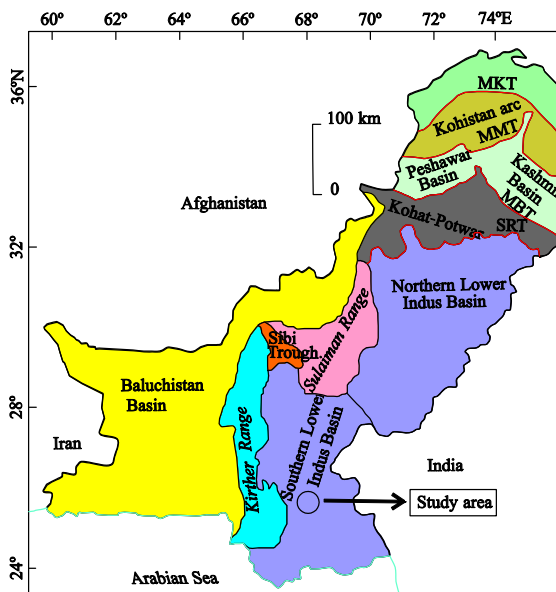 60° 62° 64° 66° 68° 70° 72° 74°E
36°N
32°
28°
24°
100 km
0
MKT
Kohistan arc
MMT
Peshawar
Basin
Kashmir
Basin
MBT
Kohat-Potwar
SRT
Afghanistan
Northern Lower
Indus Basin
Sibi
Trough.
Sulaiman Range
Baluchistan
Basin
Kirther Range
Southern Lower
Indus Basin
Iran
India
Study area
Arabian Sea